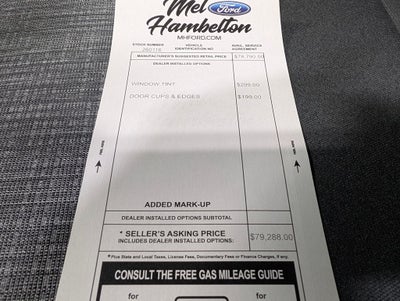 Mel Ford
Hambelton
MHFORD.COM
STOCK NUMBER VEHICLE IDENTIFICATION NO. SERVICE AGREEMENT
MANUFACTURER'S SUGGESTED RETAIL PRICE
DEALER INSTALLED OPTIONS
WINDOW TINT $299.00
DOOR CUPS & EDGES $199.00
ADDED MARK-UP
DEALER INSTALLED OPTIONS SUBTOTAL
* SELLER'S ASKING PRICE
INCLUDES DEALER INSTALLED OPTIONS: $79,288.00
*Plus State and Local Taxes, License Fees, Documentary Fees or Finance Charges, if any.
CONSULT THE FREE GAS MILEAGE GUIDE
for for